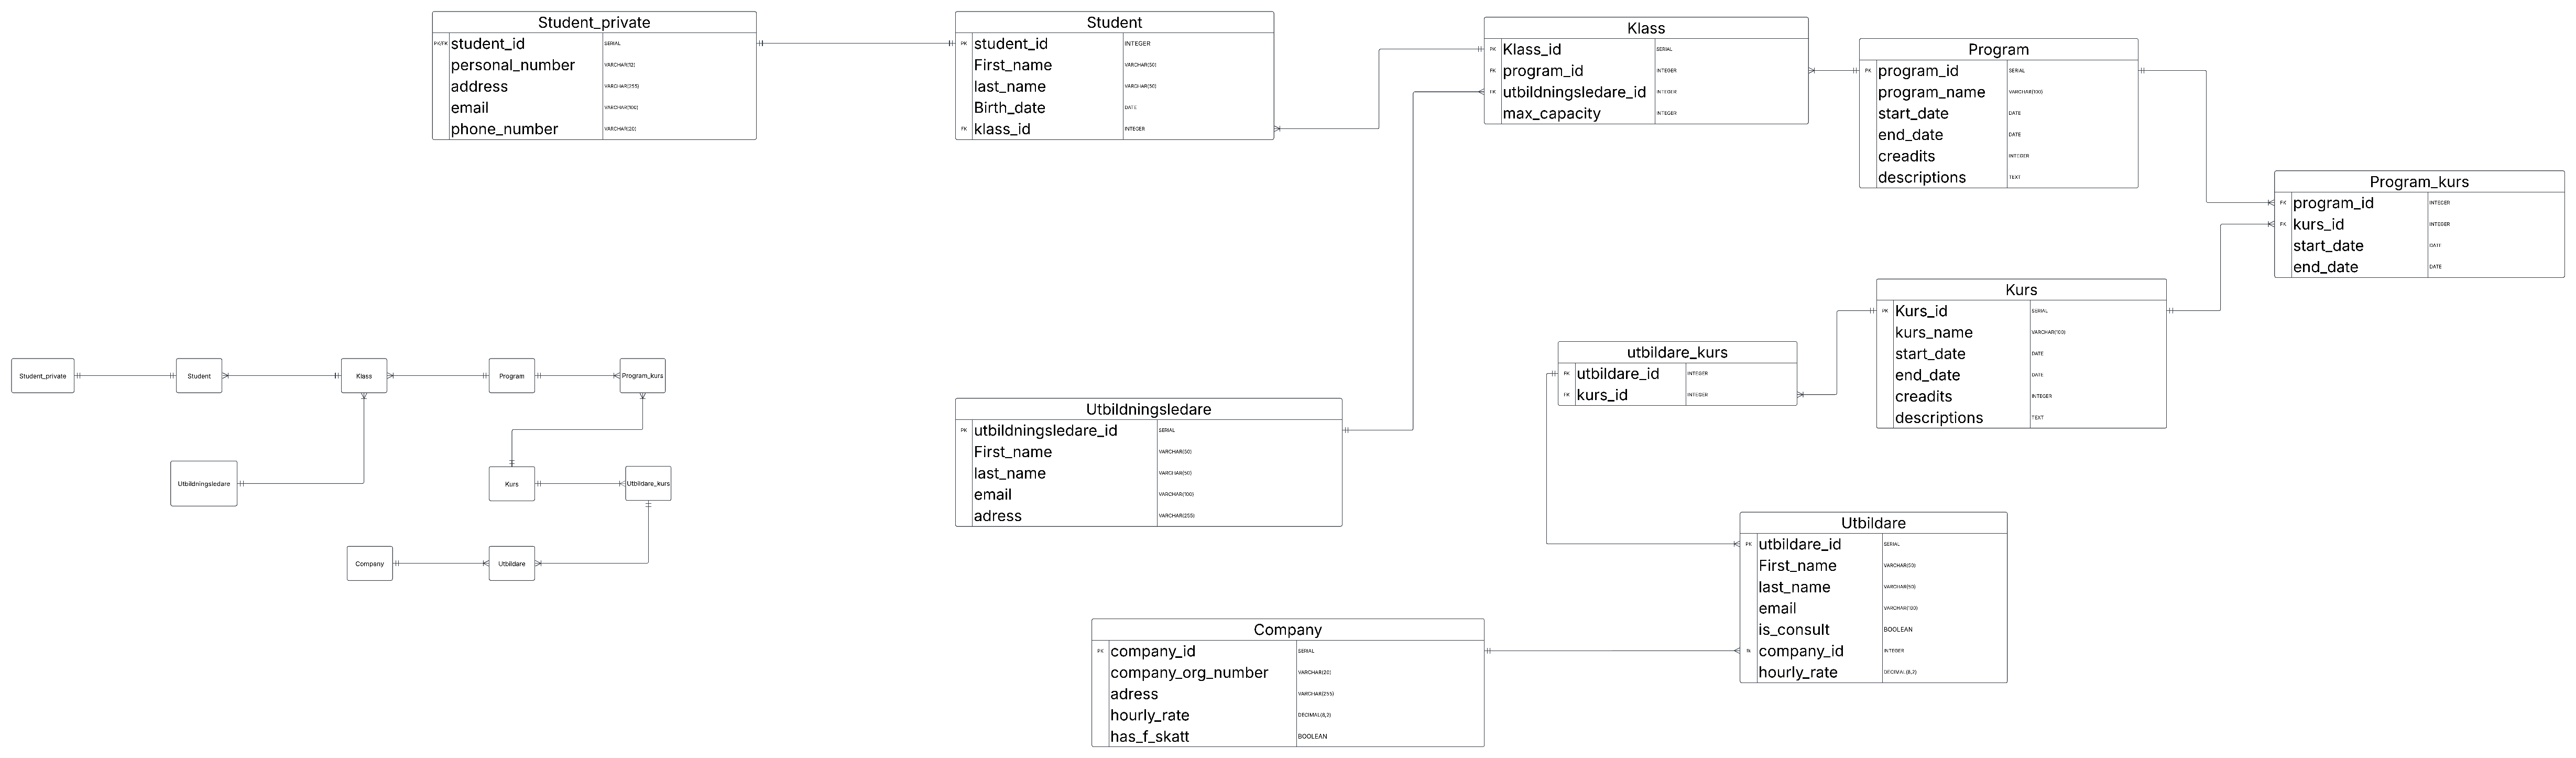 Student_private
PK/FK student_id SERIAL
personal_number VARCHAR(12)
address VARCHAR(255)
email VARCHAR(100)
phone_number VARCHAR(20)
Student
PK student_id INTEGER
First_name VARCHAR(50)
last_name VARCHAR(50)
Birth_date DATE
FK klass_id INTEGER
Klass
PK Klass_id SERIAL
FK program_id INTEGER
FK utbildningsledare_id INTEGER
max_capacity INTEGER
Program
PK program_id SERIAL
program_name VARCHAR(100)
start_date DATE
end_date DATE
creadits INTEGER
descriptions TEXT
Program_kurs
FK program_id INTEGER
kurs_id INTEGER
start_date DATE
end_date DATE
Kurs
PK Kurs_id SERIAL
kurs_name VARCHAR(100)
start_date DATE
end_date DATE
creadits INTEGER
descriptions TEXT
utbildare_kurs
FK utbildare_id INTEGER
FK kurs_id INTEGER
Utbildningsledare
PK utbildningsledare_id SERIAL
First_name VARCHAR(50)
last_name VARCHAR(50)
email VARCHAR(100)
adress VARCHAR(255)
Utbildare
PK utbildare_id SERIAL
First_name VARCHAR(50)
last_name VARCHAR(50)
email VARCHAR(100)
is_consult BOOLEAN
company_id INTEGER
hourly_rate DECIMAL(8,2)
Company
PK company_id SERIAL
company_org_number VARCHAR(20)
adress VARCHAR(255)
hourly_rate DECIMAL(8,2)
has_f_skatt BOOLEAN
Student_private
Student
Klass
Program
Program_kurs
Utbildningsledare
Kurs
Utbildare_kurs
Company
Utbildare